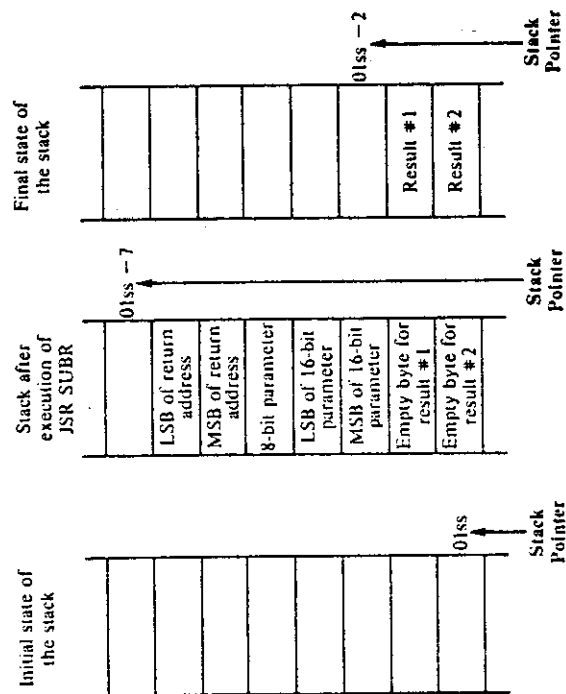 Initial state of
the stack
01ss
Stack
Pointer
Stack after
execution of
JSR SUBR
01ss − 7
LSB of return
address
MSB of return
address
8-bit parameter
LSB of 16-bit
parameter
MSB of 16-bit
parameter
Empty byte for
result #1
Empty byte for
result #2
Stack
Pointer
Final state of
the stack
01ss − 2
Result #1
Result #2
Stack
Pointer